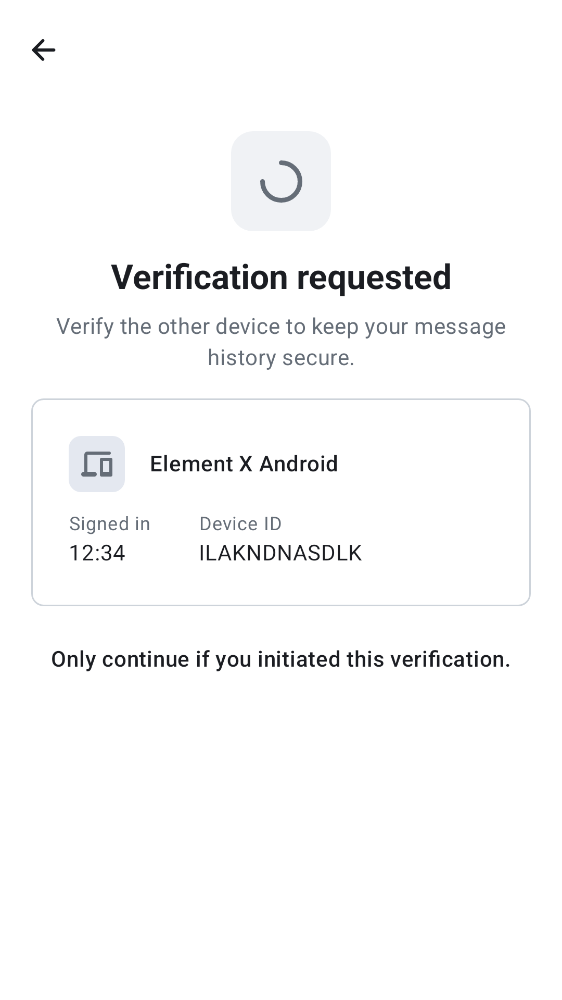 Verification requested
Verify the other device to keep your message
history secure.
Element X Android
Signed in
Device ID
12:34
ILAKNDNASDLK
Only continue if you initiated this verification.